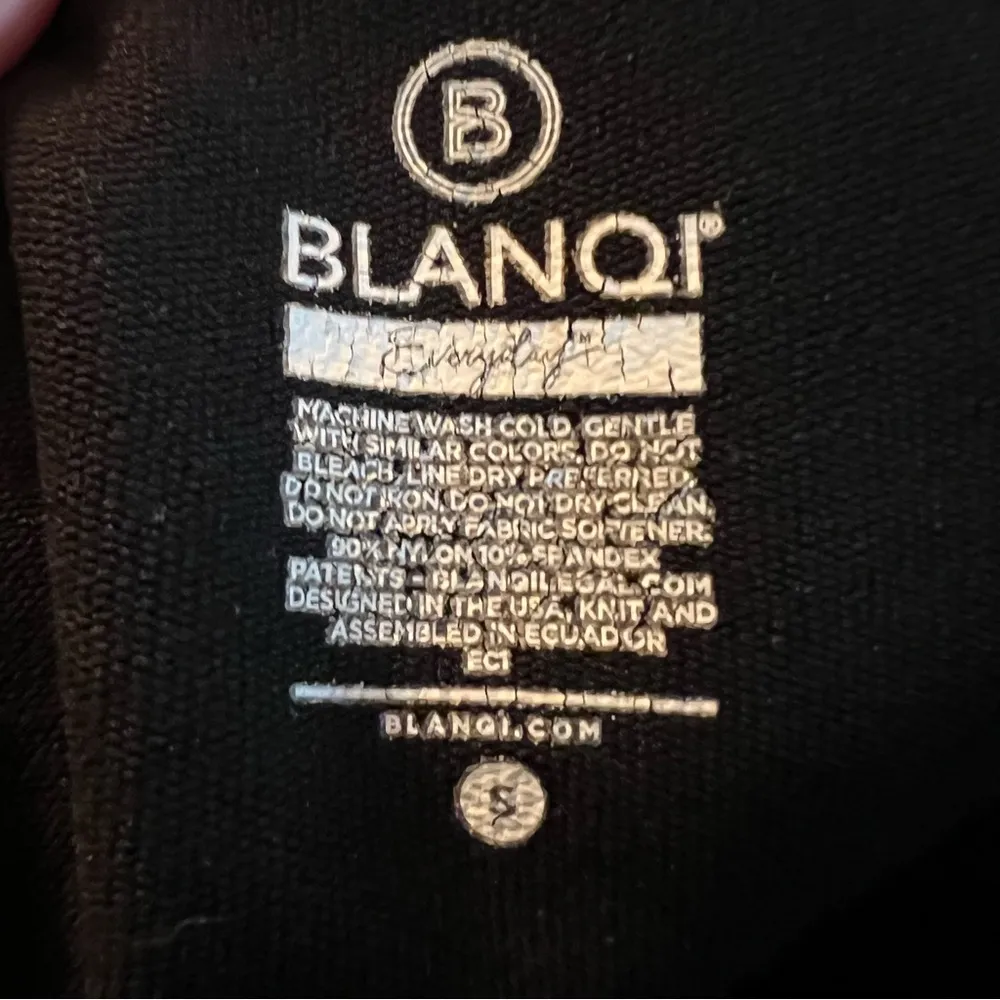 B
BLANQI®
Everyday™
MACHINE WASH COLD, GENTLE
WITH SIMILAR COLORS. DO NOT
BLEACH. LINE DRY PREFERRED.
DO NOT IRON. DO NOT DRY CLEAN.
DO NOT APPLY FABRIC SOFTENER.
90% NYLON 10% SPANDEX
PATENTS - BLANQILEGAL.COM
DESIGNED IN THE USA, KNIT AND
ASSEMBLED IN ECUADOR
EC1
BLANQI.COM
S